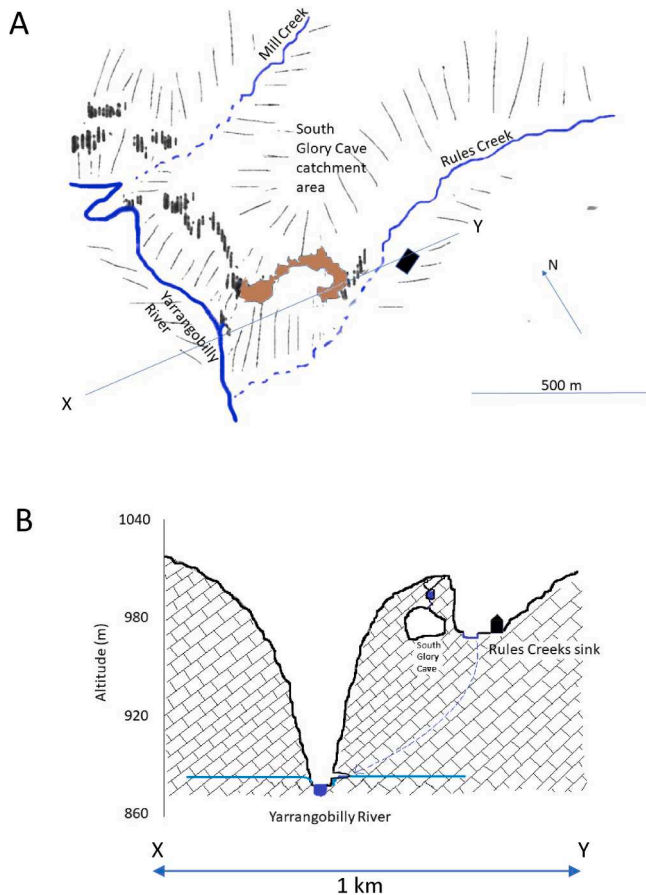 A
Mill Creek
South
Glory Cave
catchment
area
Rules Creek
Y
N
Yarrangobilly
River
X
500 m
B
1040
980
920
860
Altitude (m)
South
Glory
Cave
Rules Creeks sink
Yarrangobilly River
X
Y
1 km